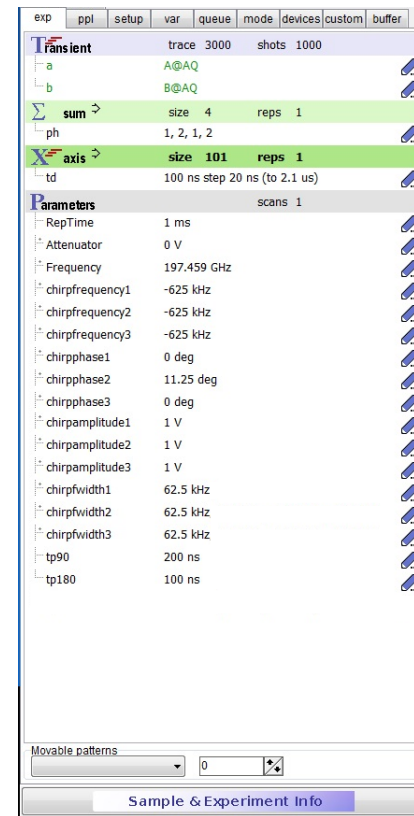 exp ppl setup var queue mode devices custom buffer
Transient trace 3000 shots 1000
a A@AQ
b B@AQ
∑ sum size 4 reps 1
ph 1, 2, 1, 2
X axis size 101 reps 1
td 100 ns step 20 ns (to 2.1 us)
Parameters scans 1
RepTime 1 ms
Attenuator 0 V
Frequency 197.459 GHz
chirpfrequency1 -625 kHz
chirpfrequency2 -625 kHz
chirpfrequency3 -625 kHz
chirpphase1 0 deg
chirpphase2 11.25 deg
chirpphase3 0 deg
chirpamplitude1 1 V
chirpamplitude2 1 V
chirpamplitude3 1 V
chirpfwidth1 62.5 kHz
chirpfwidth2 62.5 kHz
chirpfwidth3 62.5 kHz
tp90 200 ns
tp180 100 ns
Movable patterns
0
Sample & Experiment Info